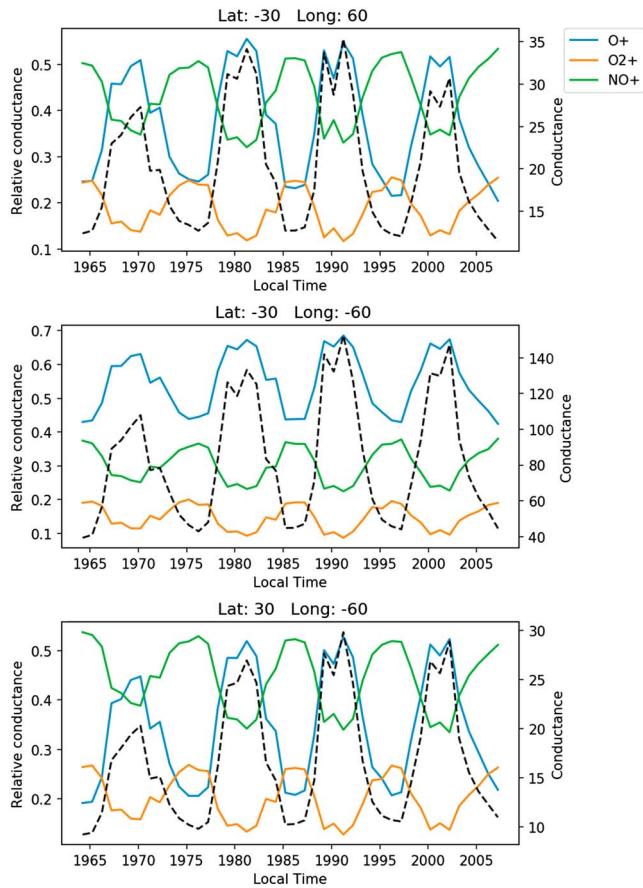 Lat: -30 Long: 60
O+
O2+
NO+
Relative conductance
0.5
0.4
0.3
0.2
0.1
35
30
25
20
15
Conductance
1965 1970 1975 1980 1985 1990 1995 2000 2005
Local Time
Lat: -30 Long: -60
Relative conductance
0.7
0.6
0.5
0.4
0.3
0.2
0.1
140
120
100
80
60
40
Conductance
1965 1970 1975 1980 1985 1990 1995 2000 2005
Local Time
Lat: 30 Long: -60
Relative conductance
0.5
0.4
0.3
0.2
30
25
20
15
10
Conductance
1965 1970 1975 1980 1985 1990 1995 2000 2005
Local Time